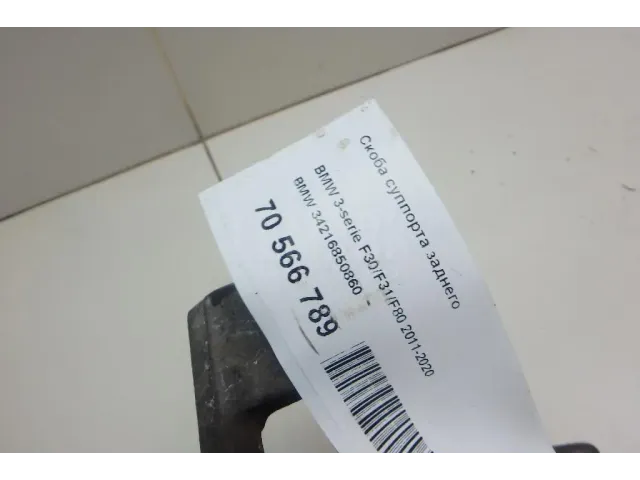 Скоба суппорта заднего
BMW 3-serie F30/F31/F80 2011-2020
BMW 34216850860
70 566 789